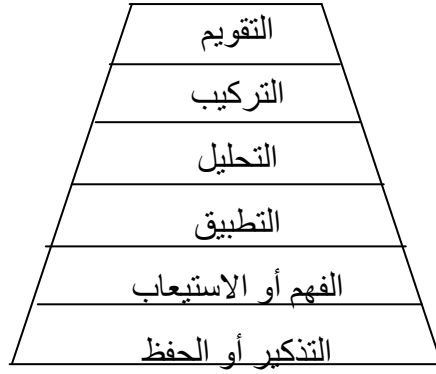 التقويم
التركيب
التحليل
التطبيق
الفهم أو الاستيعاب
التذكير أو الحفظ